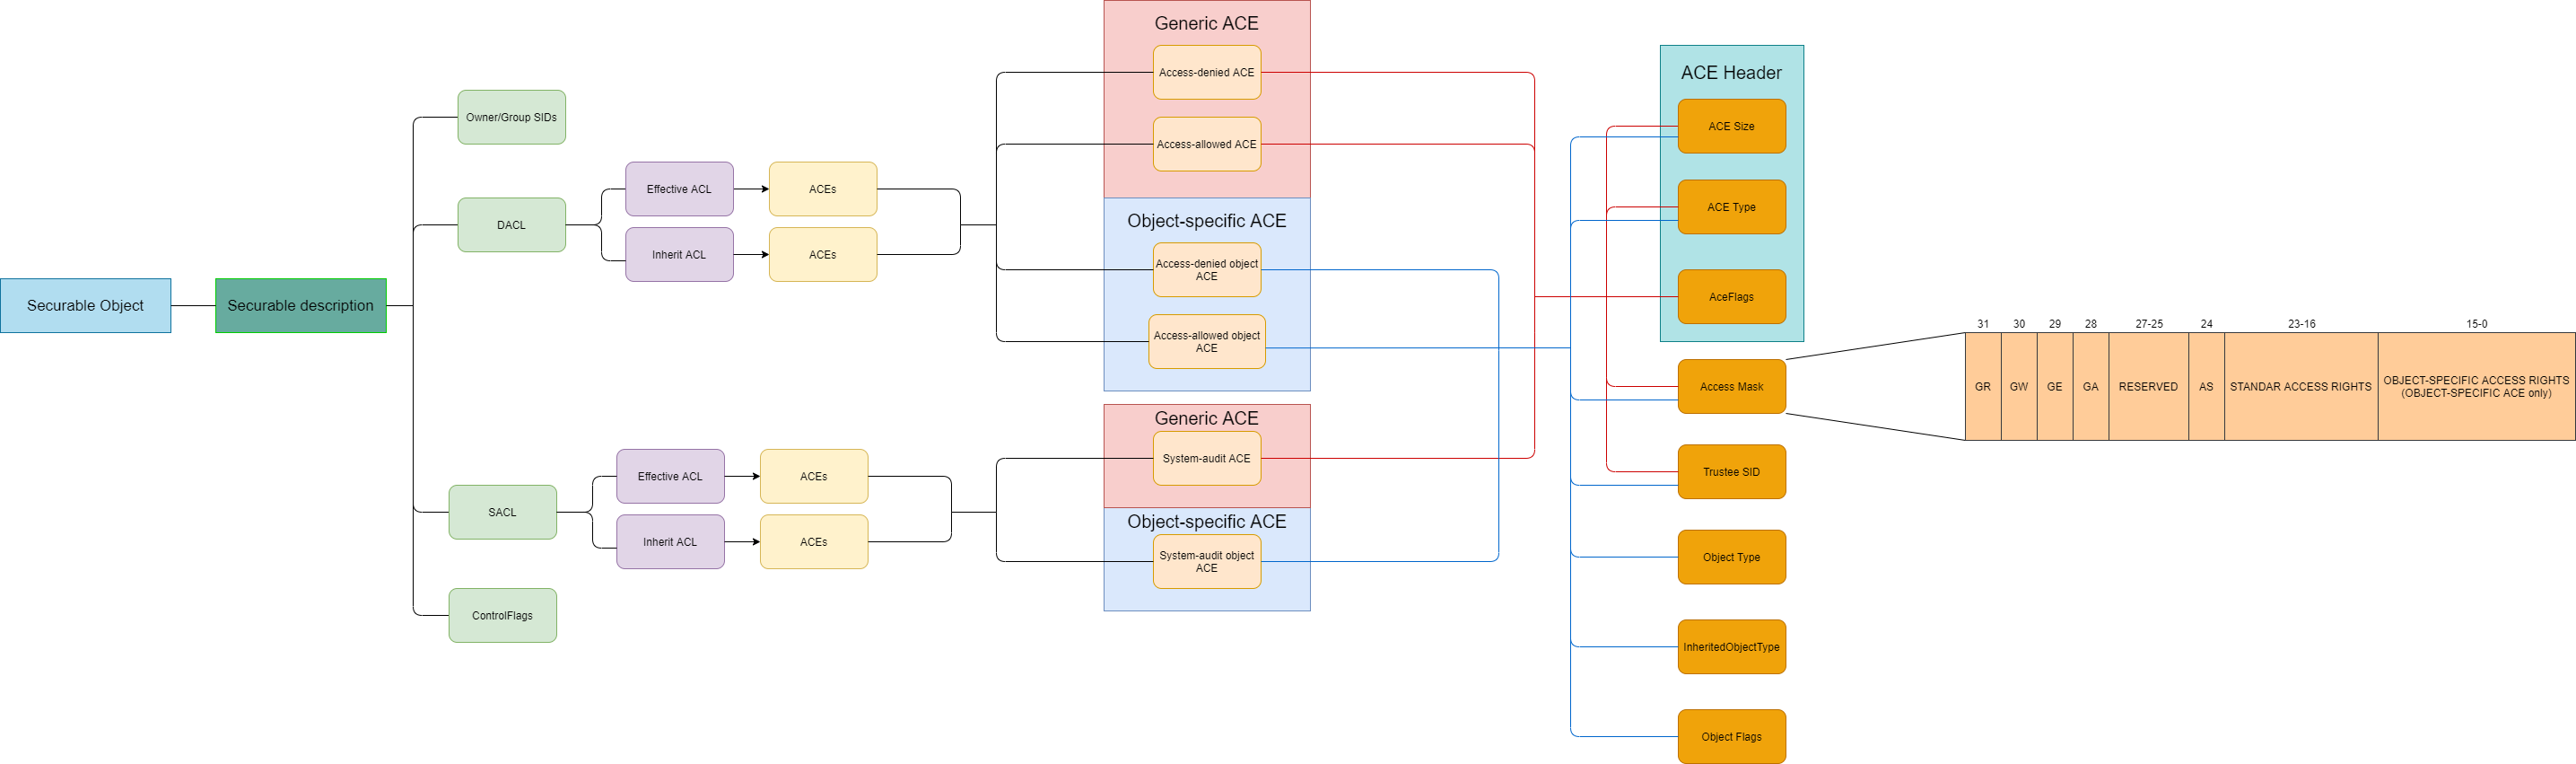 Securable Object
Securable description
Owner/Group SIDs
DACL
SACL
ControlFlags
Effective ACL
Inherit ACL
ACEs
ACEs
Effective ACL
Inherit ACL
ACEs
ACEs
Generic ACE
Access-denied ACE
Access-allowed ACE
Object-specific ACE
Access-denied object
ACE
Access-allowed object
ACE
Generic ACE
System-audit ACE
Object-specific ACE
System-audit object
ACE
ACE Header
ACE Size
ACE Type
AceFlags
Access Mask
Trustee SID
Object Type
InheritedObjectType
Object Flags
31 30 29 28 27-25 24 23-16 15-0
GR GW GE GA RESERVED AS STANDAR ACCESS RIGHTS
OBJECT-SPECIFIC ACCESS RIGHTS
(OBJECT-SPECIFIC ACE only)